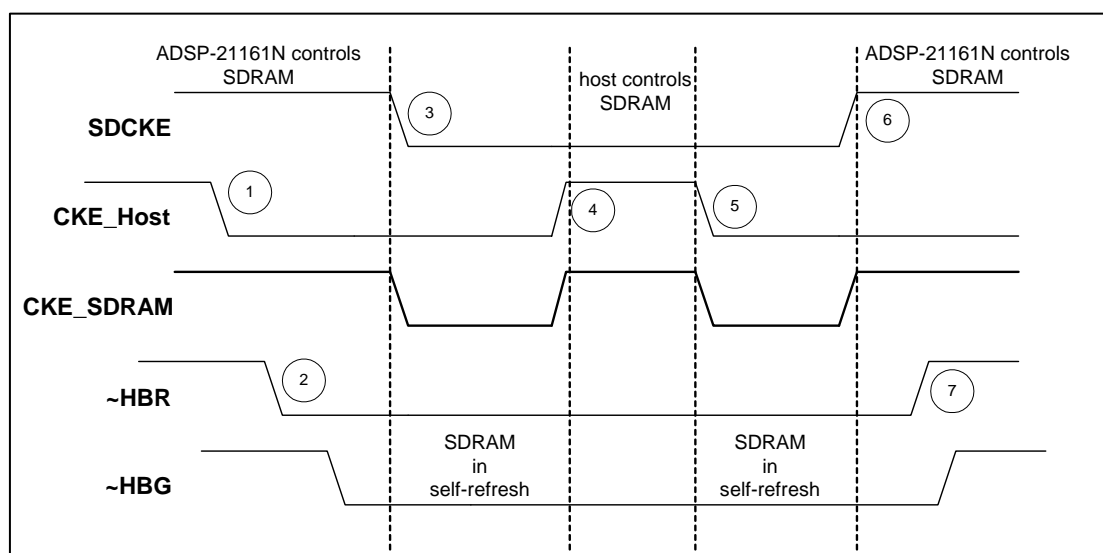 ADSP-21161N controls
SDRAM
host controls
SDRAM
ADSP-21161N controls
SDRAM
SDCKE
3
6
CKE_Host
1
4
5
CKE_SDRAM
~HBR
2
7
~HBG
SDRAM
in
self-refresh
SDRAM
in
self-refresh